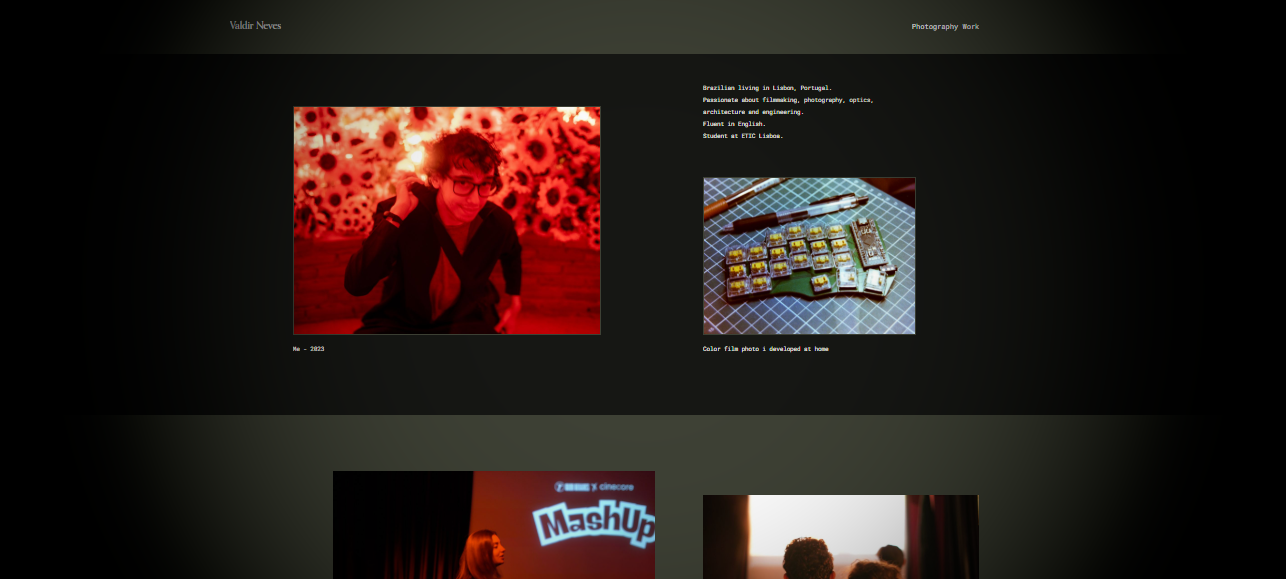 Valdir Neves
Photography Work
Brazilian living in Lisbon, Portugal.
Passionate about filmmaking, photography, optics,
architecture and engineering.
Fluent in English.
Student at ETIC Lisboa.
Me - 2023
Color film photo i developed at home
cinecore
MashUp